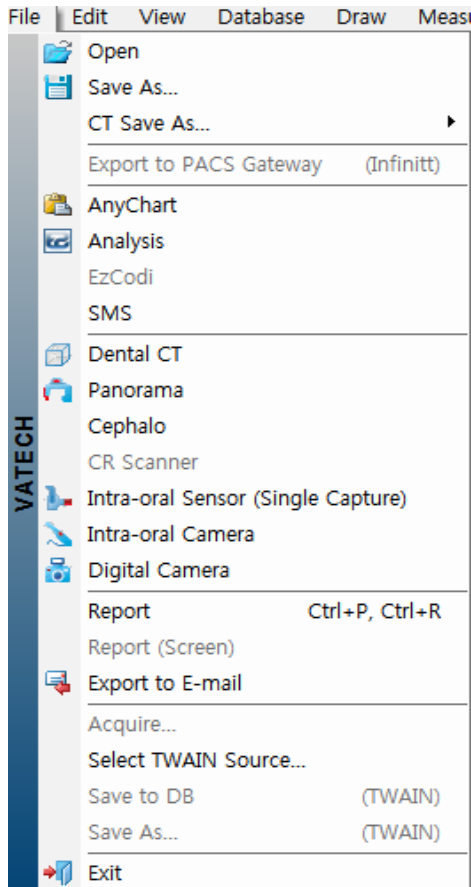 File Edit View Database Draw
Open
Save As...
CT Save As...
Export to PACS Gateway (Infinitt)
AnyChart
Analysis
EzCodi
SMS
Dental CT
Panorama
Cephalo
CR Scanner
VATECH
Intra-oral Sensor (Single Capture)
Intra-oral Camera
Digital Camera
Report Ctrl+P, Ctrl+R
Report (Screen)
Export to E-mail
Acquire...
Select TWAIN Source...
Save to DB (TWAIN)
Save As... (TWAIN)
Exit